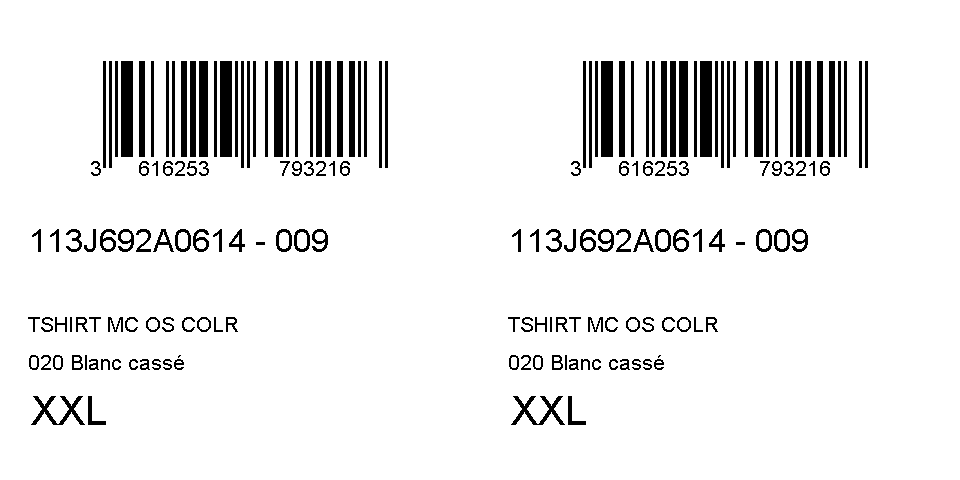 3 616253 793216
113J692A0614 - 009
TSHIRT MC OS COLR
020 Blanc cassé
XXL
3 616253 793216
113J692A0614 - 009
TSHIRT MC OS COLR
020 Blanc cassé
XXL